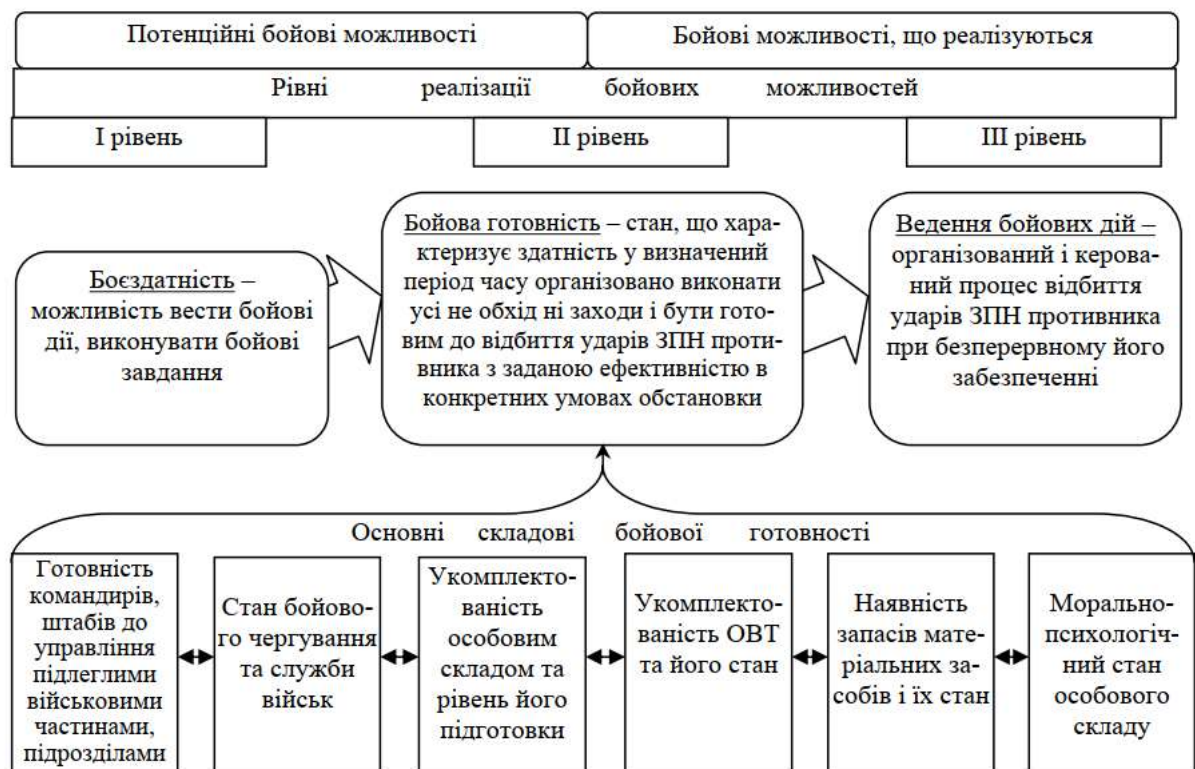 Потенційні бойові можливості
Бойові можливості, що реалізуються
Рівні реалізації бойових можливостей
І рівень
ІІ рівень
ІІІ рівень
Боєздатність –
можливість вести бойові
дії, виконувати бойові
завдання
Бойова готовність – стан, що хара-
ктеризує здатність у визначений
період часу організовано виконати
усі не обхід ні заходи і бути гото-
вим до відбиття ударів ЗПН проти-
вника з заданою ефективністю в
конкретних умовах обстановки
Ведення бойових дій –
організований і керова-
ний процес відбиття
ударів ЗПН противника
при безперервному його
забезпеченні
Основні складові бойової готовності
Готовність
командирів,
штабів до
управління
підлеглими
військовими
частинами,
підрозділами
Стан бойово-
го чергування
та служби
військ
Укомплекто-
ваність
особовим
складом та
рівень його
підготовки
Укомплекто-
ваність ОВТ
та його стан
Наявність
запасів мате-
ріальних за-
собів і їх стан
Морально-
психологіч-
ний стан
особового
складу